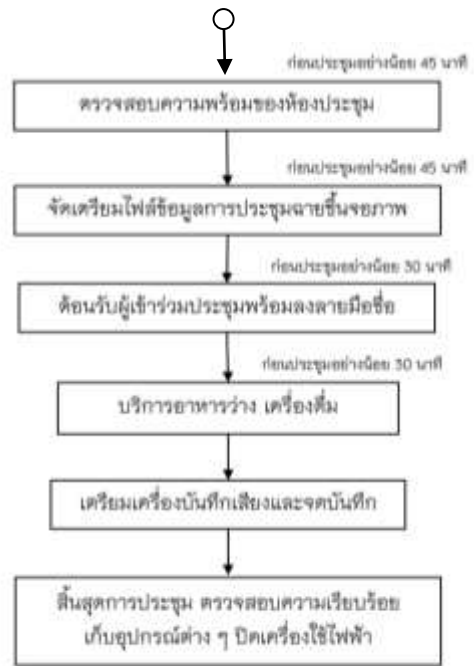 ก่อนประชุมอย่างน้อย 45 นาที
ตรวจสอบความพร้อมของห้องประชุม
ก่อนประชุมอย่างน้อย 45 นาที
จัดเตรียมไฟล์ข้อมูลการประชุมฉายขึ้นจอภาพ
ก่อนประชุมอย่างน้อย 30 นาที
ต้อนรับผู้เข้าร่วมประชุมพร้อมลงลายมือชื่อ
ก่อนประชุมอย่างน้อย 30 นาที
บริการอาหารว่าง เครื่องดื่ม
เตรียมเครื่องบันทึกเสียงและจดบันทึก
สิ้นสุดการประชุม ตรวจสอบความเรียบร้อย
เก็บอุปกรณ์ต่าง ๆ ปิดเครื่องใช้ไฟฟ้า